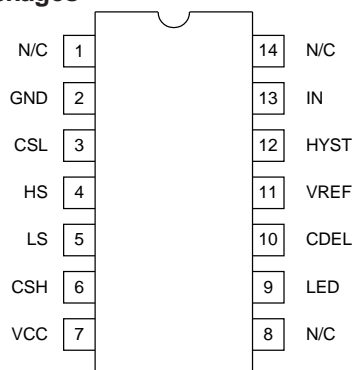 N/C 1 14 N/C
GND 2 13 IN
CSL 3 12 HYST
HS 4 11 VREF
LS 5 10 CDEL
CSH 6 9 LED
VCC 7 8 N/C